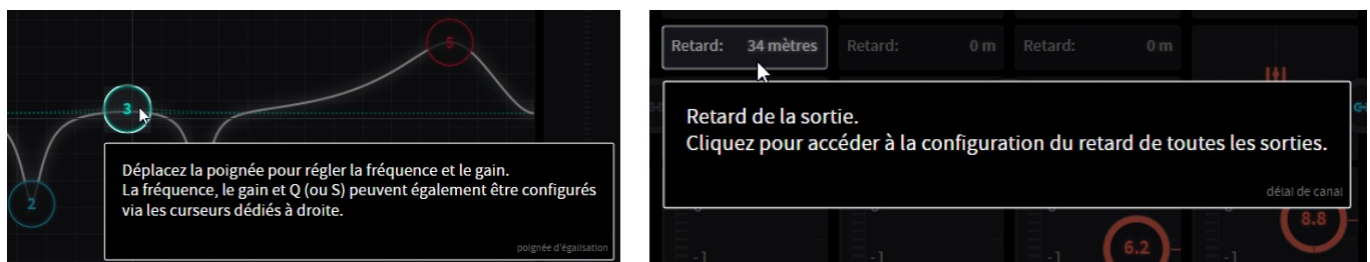 5
3
Déplacez la poignée pour régler la fréquence et le gain.
La fréquence, le gain et Q (ou S) peuvent également être configurés
via les curseurs dédiés à droite.
2
poignée d'égalisation
Retard: 34 mètres Retard: 0 m Retard: 0 m
Retard de la sortie.
Cliquez pour accéder à la configuration du retard de toutes les sorties.
délai de canal
8.8
6.2
-1 -1 -1